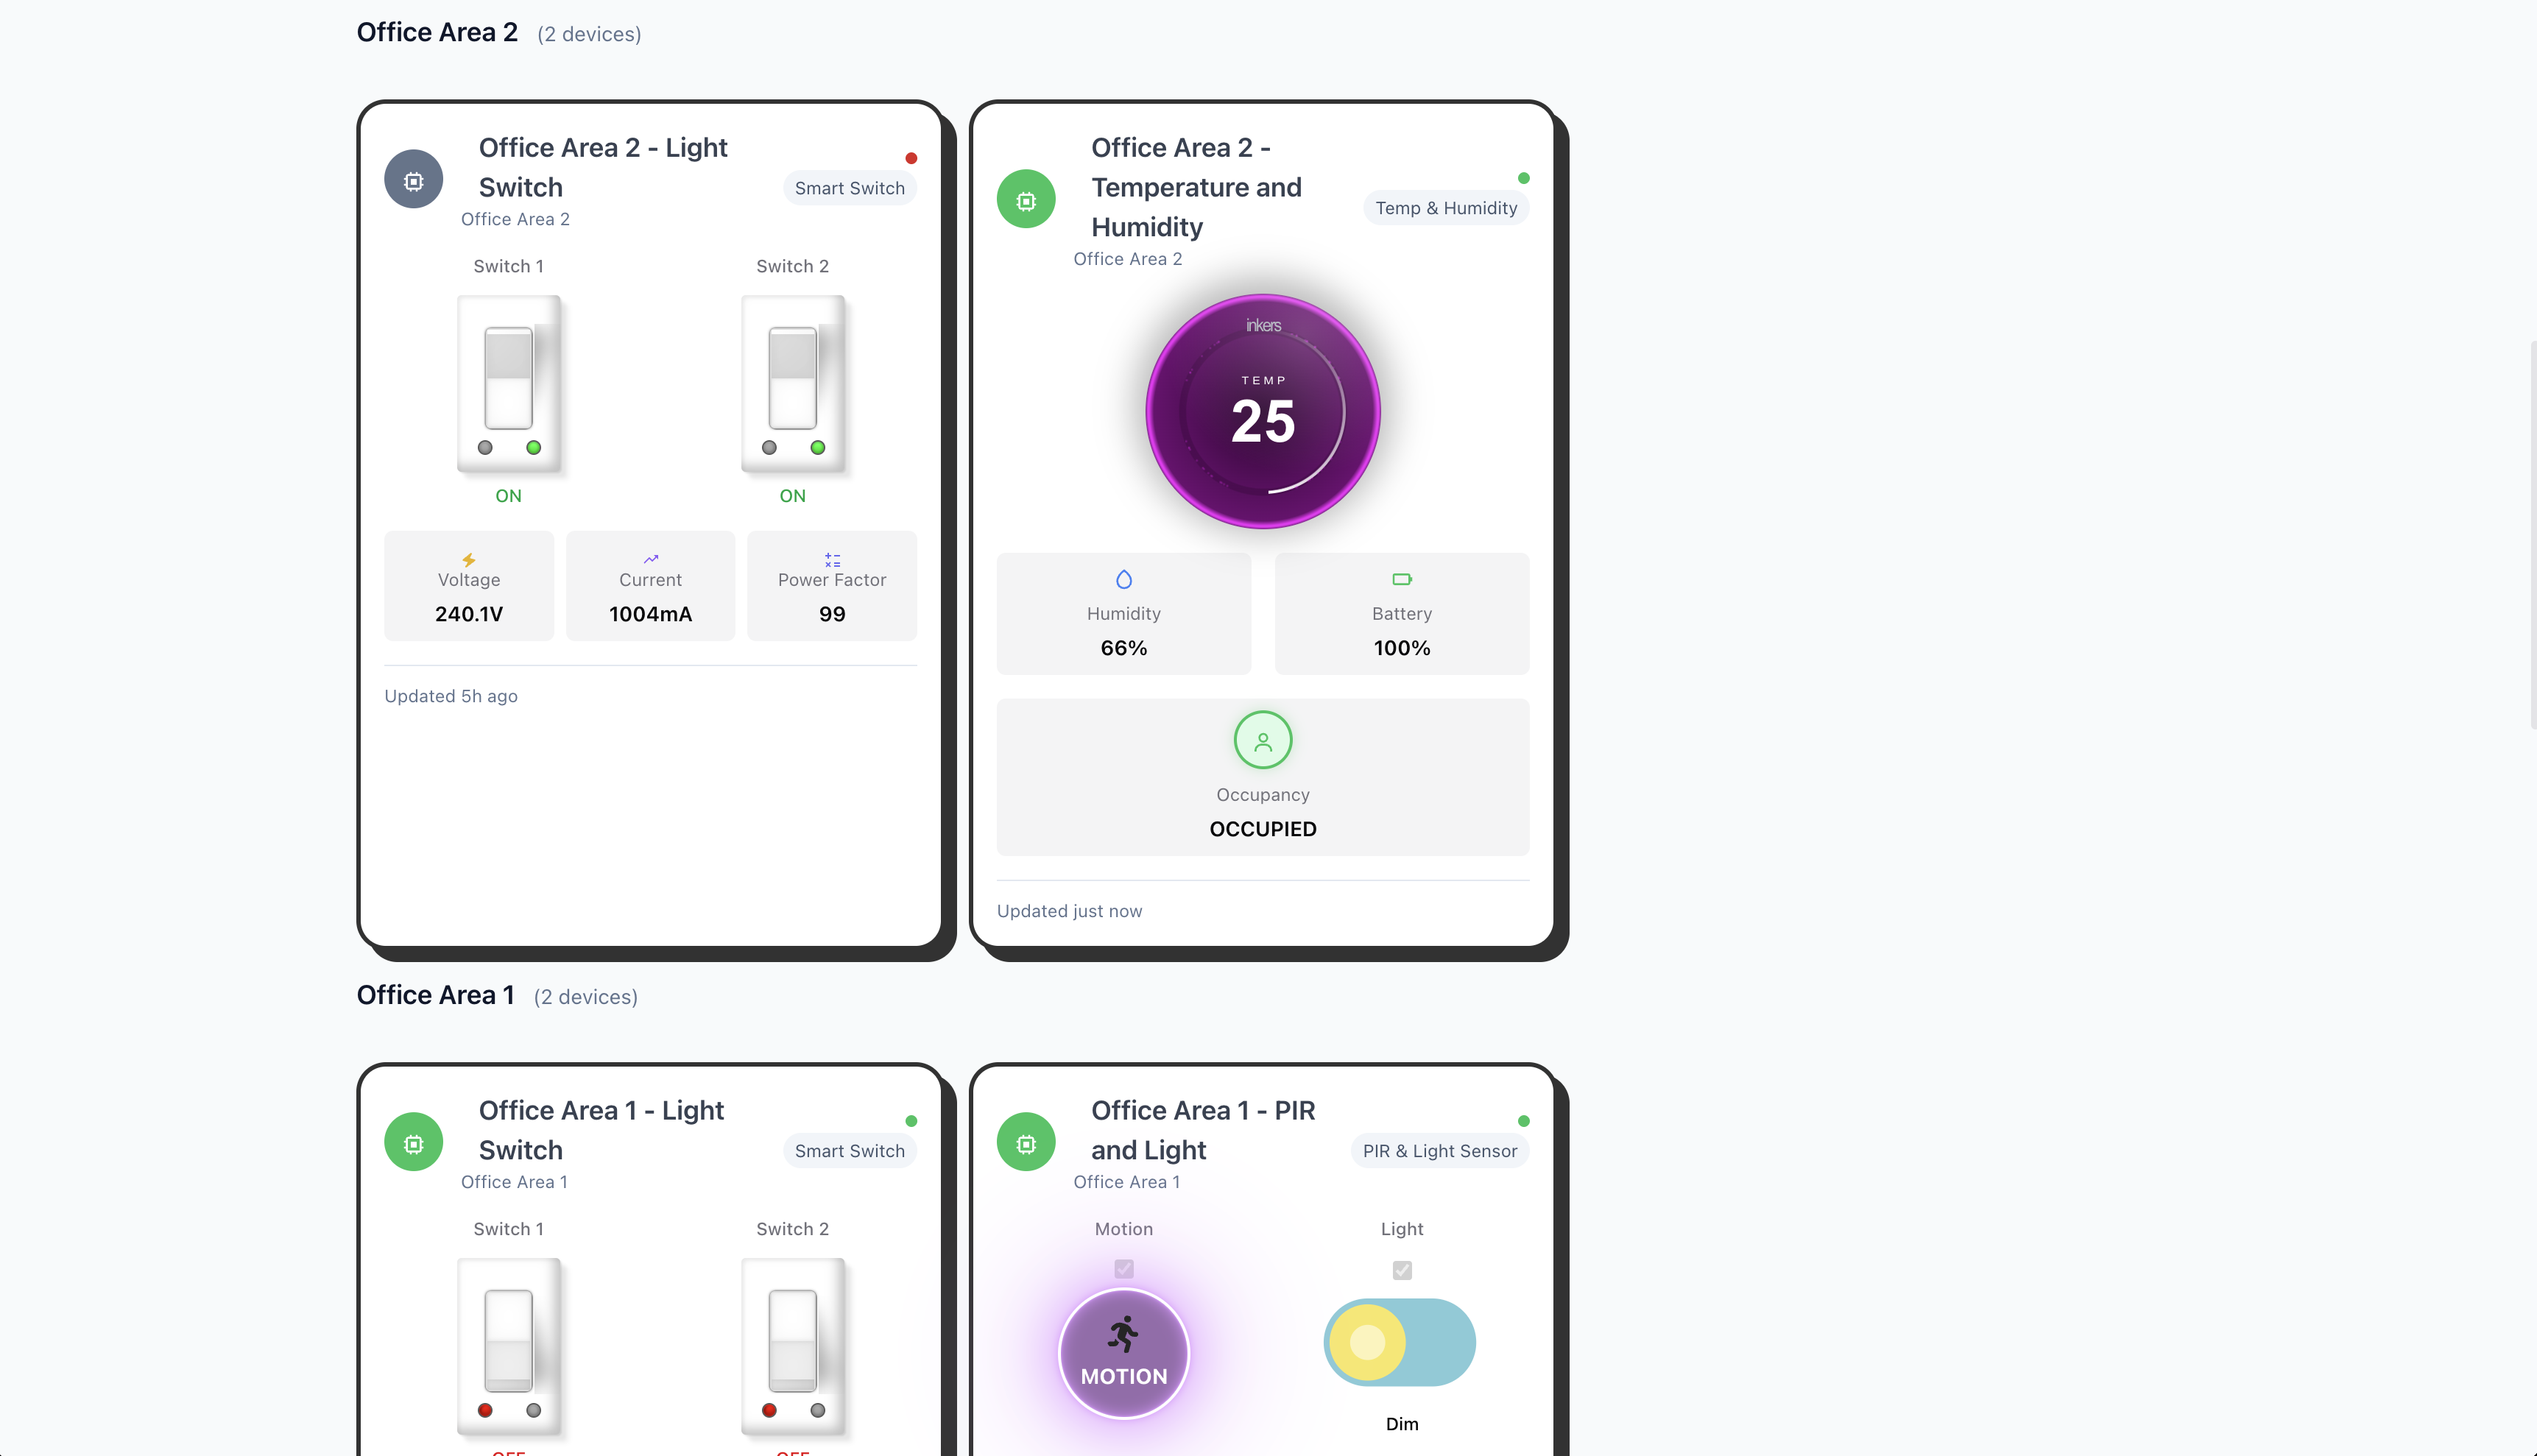 Office Area 2 (2 devices)
Office Area 2 - Light
Switch
Smart Switch
Office Area 2
Switch 1
Switch 2
ON
ON
Voltage
240.1V
Current
1004mA
Power Factor
99
Updated 5h ago
Office Area 2 -
Temperature and
Humidity
Temp & Humidity
Office Area 2
inkers
TEMP
25
Humidity
66%
Battery
100%
Occupancy
OCCUPIED
Updated just now
Office Area 1 (2 devices)
Office Area 1 - Light
Switch
Smart Switch
Office Area 1
Switch 1
Switch 2
OFF
OFF
Office Area 1 - PIR
and Light
PIR & Light Sensor
Office Area 1
Motion
MOTION
Light
Dim